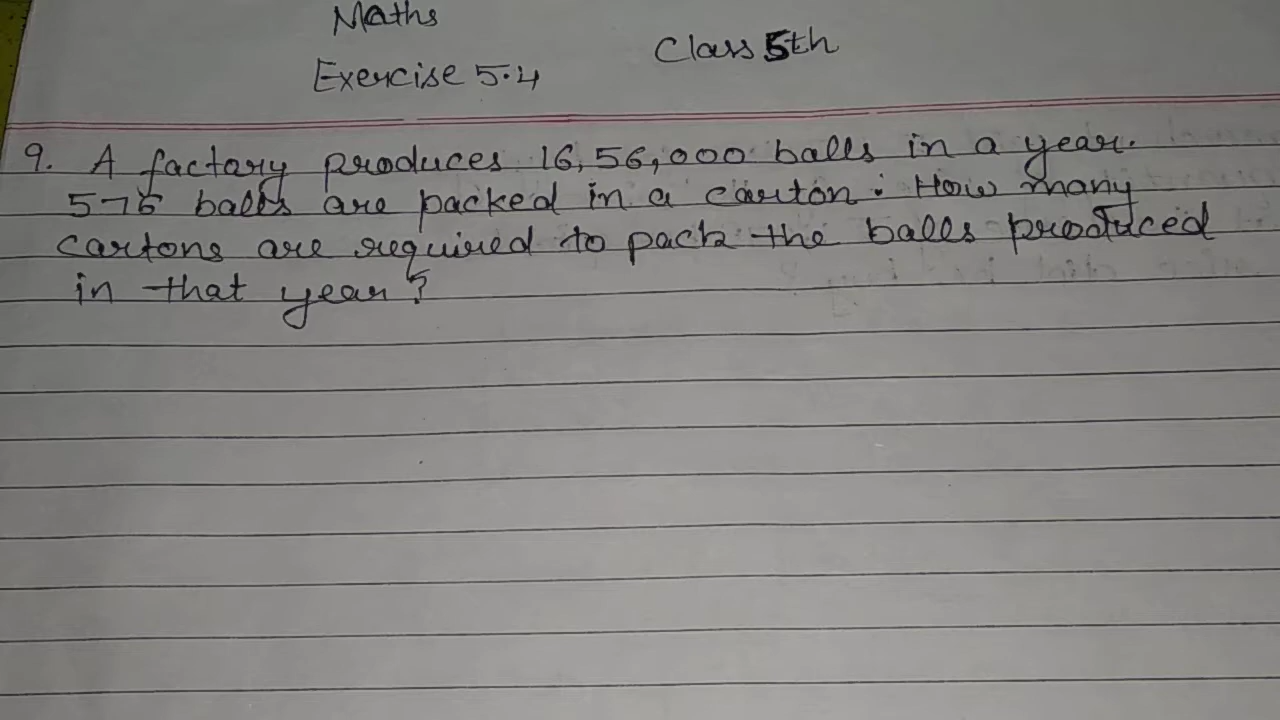 Maths
Class 5th
Exercise 5.4
9. A factory produces 16,56,000 balls in a year.
575 balls are packed in a carton. How many
cartons are required to pack the balls produced
in that year?